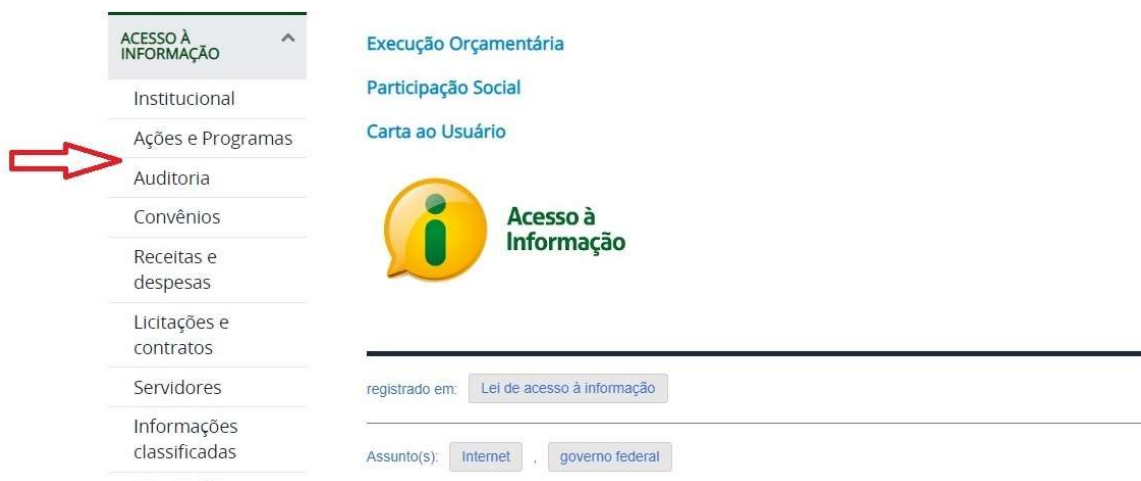 ACESSO À
INFORMAÇÃO
Institucional
Ações e Programas
Auditoria
Convênios
Receitas e
despesas
Licitações e
contratos
Servidores
Informações
classificadas
Execução Orçamentária
Participação Social
Carta ao Usuário
Acesso à
Informação
registrado em: Lei de acesso à informação
Assunto(s): Internet , governo federal